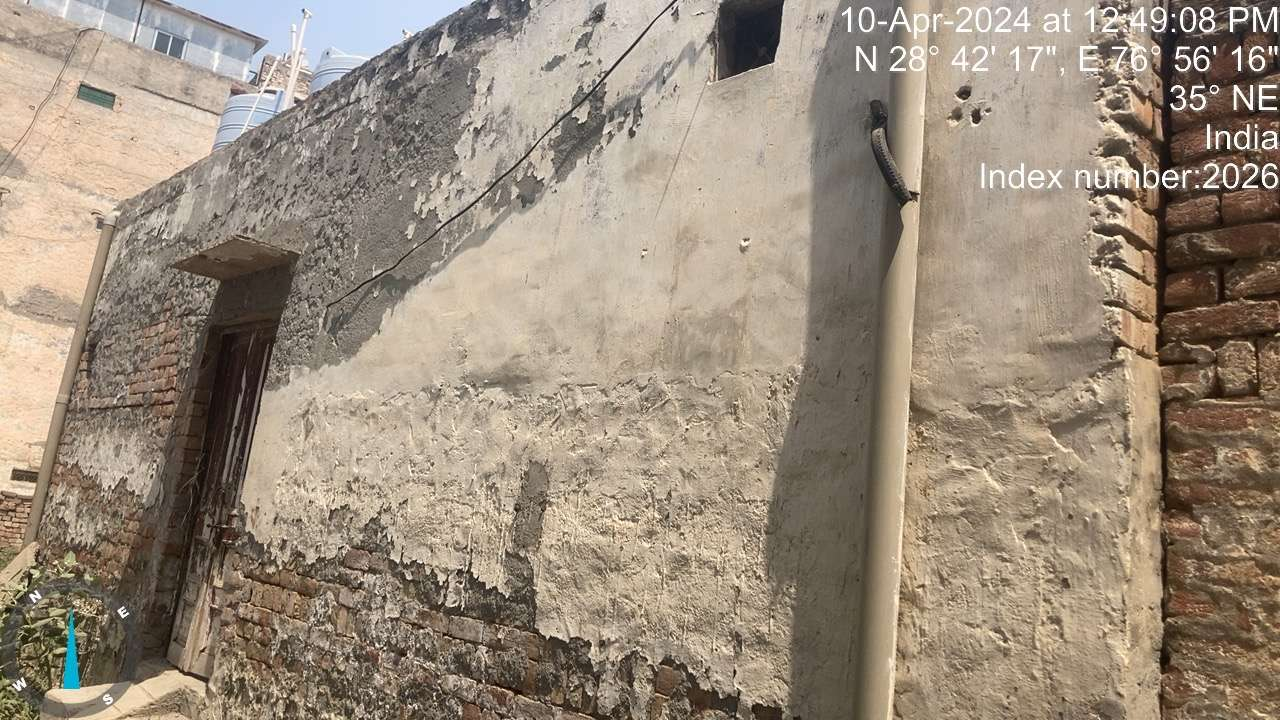 10-Apr-2024 at 12:49:08 PM
N 28° 42' 17", E 76° 56' 16"
35° NE
India
Index number:2026
N
E
W
S